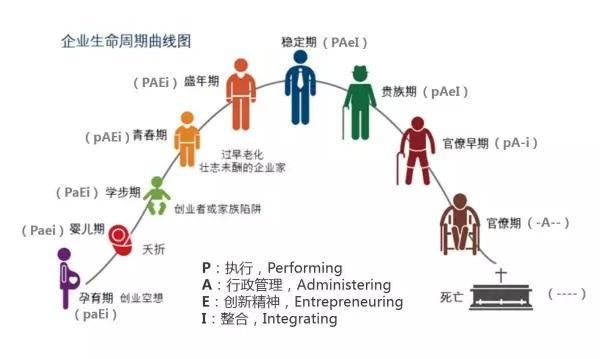 企业生命周期曲线图
稳定期（PAeI）
（PAEi）盛年期
贵族期（pAeI）
（pAEi）青春期
官僚早期（pA-i）
过早老化
壮志未酬的企业家
（PaEi）学步期
创业者或家族陷阱
（Paei）婴儿期
夭折
官僚期（-A--）
孕育期 创业空想
（paEi）
P：执行，Performing
A：行政管理，Administering
E：创新精神，Entrepreneuring
I：整合，Integrating
死亡（----）